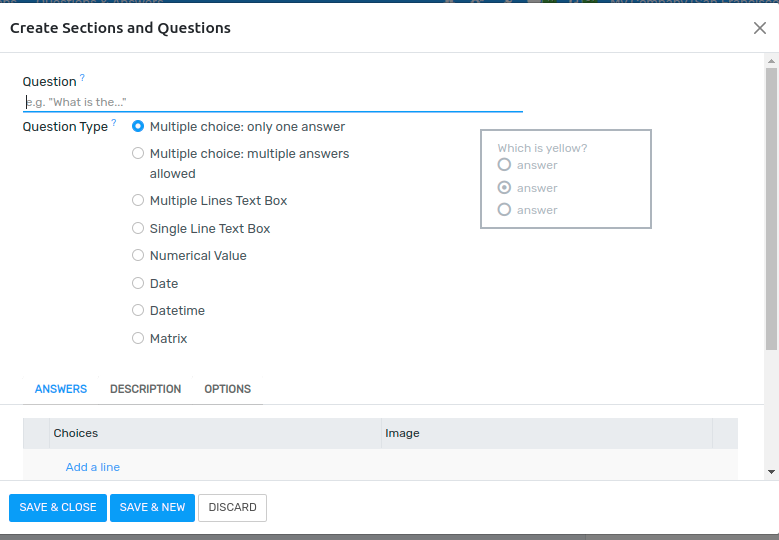 Create Sections and Questions
Question ?
e.g. "What is the..."
Question Type ?
Multiple choice: only one answer
Multiple choice: multiple answers
allowed
Multiple Lines Text Box
Single Line Text Box
Numerical Value
Date
Datetime
Matrix
Which is yellow?
answer
answer
answer
ANSWERS DESCRIPTION OPTIONS
Choices Image
Add a line
SAVE & CLOSE SAVE & NEW DISCARD